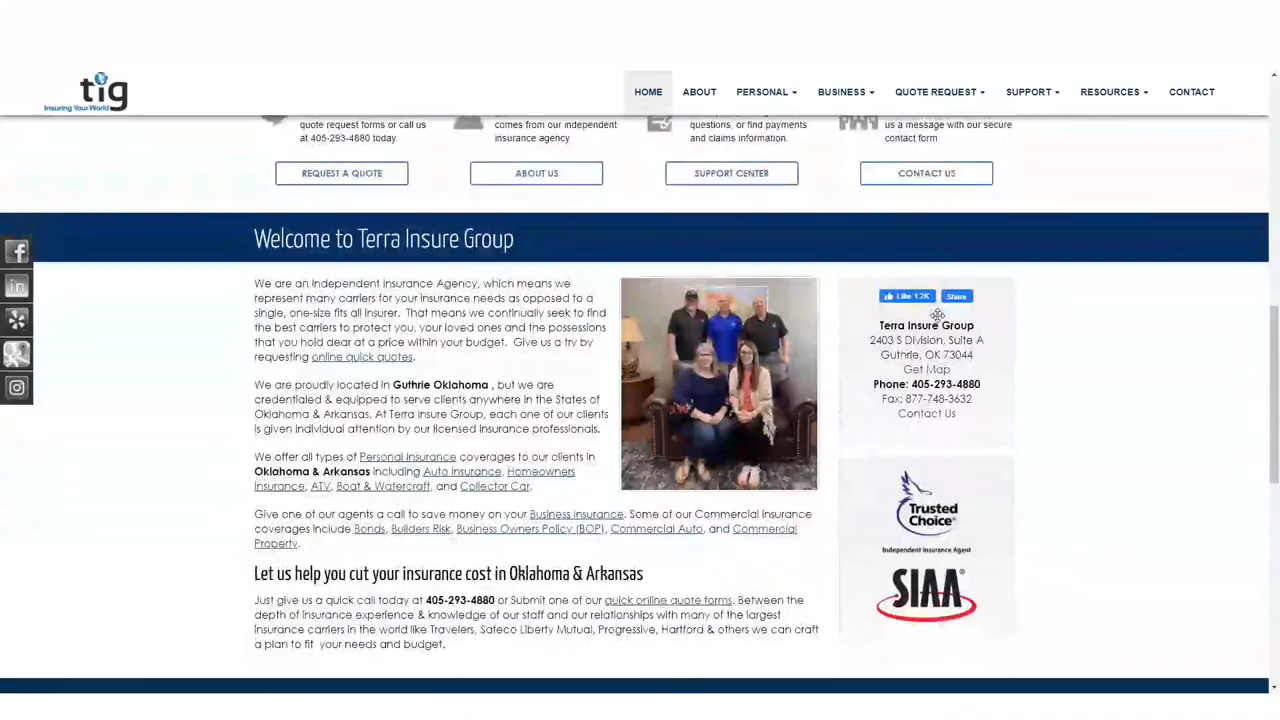 tig
Insuring Your World
HOME ABOUT PERSONAL BUSINESS QUOTE REQUEST SUPPORT RESOURCES CONTACT
quote request forms or call us
at 405-293-4880 today.
REQUEST A QUOTE
comes from our independent
insurance agency
ABOUT US
questions, or find payments
and claims information.
SUPPORT CENTER
us a message with our secure
contact form
CONTACT US
Welcome to Terra Insure Group
We are an Independent Insurance Agency, which means we
represent many carriers for your insurance needs as opposed to a
single, one-size fits all insurer. That means we continually seek to find
the best carriers to protect you, your loved ones and the possessions
that you hold dear at a price within your budget. Give us a try by
requesting online quick quotes.
We are proudly located in Guthrie Oklahoma , but we are
credentialed & equipped to serve clients anywhere in the States of
Oklahoma & Arkansas. At Terra Insure Group, each one of our clients
is given individual attention by our licensed insurance professionals.
We offer all types of Personal Insurance coverages to our clients in
Oklahoma & Arkansas including Auto Insurance, Homeowners
Insurance, ATV, Boat & Watercraft, and Collector Car.
Give one of our agents a call to save money on your Business Insurance. Some of our Commercial Insurance
coverages include Bonds, Builders Risk, Business Owners Policy (BOP), Commercial Auto, and Commercial
Property.
Let us help you cut your insurance cost in Oklahoma & Arkansas
Just give us a quick call today at 405-293-4880 or Submit one of our quick online quote forms. Between the
depth of insurance experience & knowledge of our staff and our relationships with many of the largest
insurance carriers in the world like Travelers, Safeco Liberty Mutual, Progressive, Hartford & others we can craft
a plan to fit your needs and budget.
Like 1.2K Share
Terra Insure Group
2403 S Division, Suite A
Guthrie, OK 73044
Get Map
Phone: 405-293-4880
Fax: 877-748-3632
Contact Us
Trusted
Choice®
Independent Insurance Agent
SIAA®